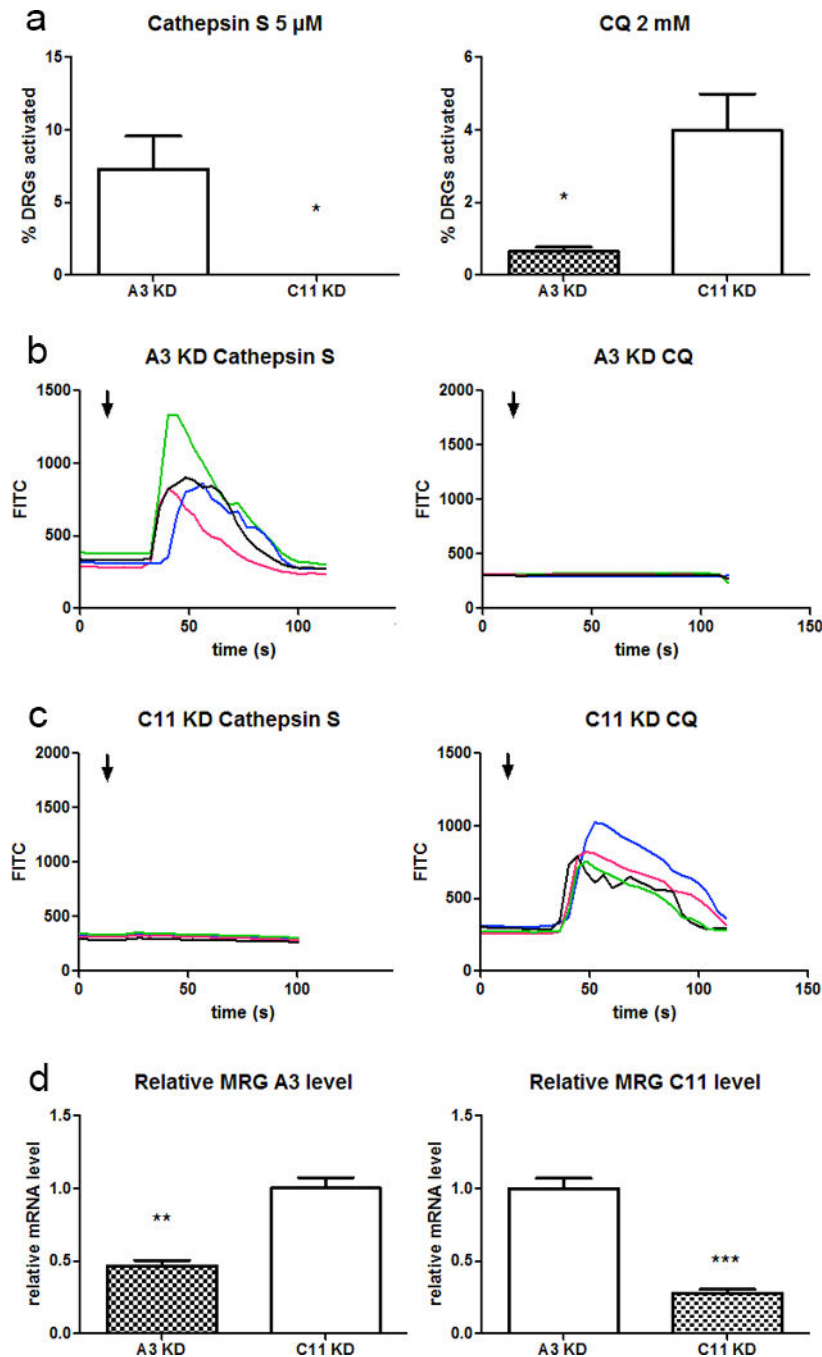 a
Cathepsin S 5 µM
% DRGs activated
15
10
5
0
*
A3 KD
C11 KD
CQ 2 mM
% DRGs activated
6
4
2
0
*
A3 KD
C11 KD
b
A3 KD Cathepsin S
FITC
1500
1000
500
0
0
50
100
time (s)
A3 KD CQ
FITC
2000
1500
1000
500
0
0
50
100
150
time (s)
c
C11 KD Cathepsin S
FITC
2000
1500
1000
500
0
0
50
100
time (s)
C11 KD CQ
FITC
1500
1000
500
0
0
50
100
150
time (s)
d
Relative MRG A3 level
relative mRNA level
1.5
1.0
0.5
0.0
**
A3 KD
C11 KD
Relative MRG C11 level
relative mRNA level
1.5
1.0
0.5
0.0
***
A3 KD
C11 KD